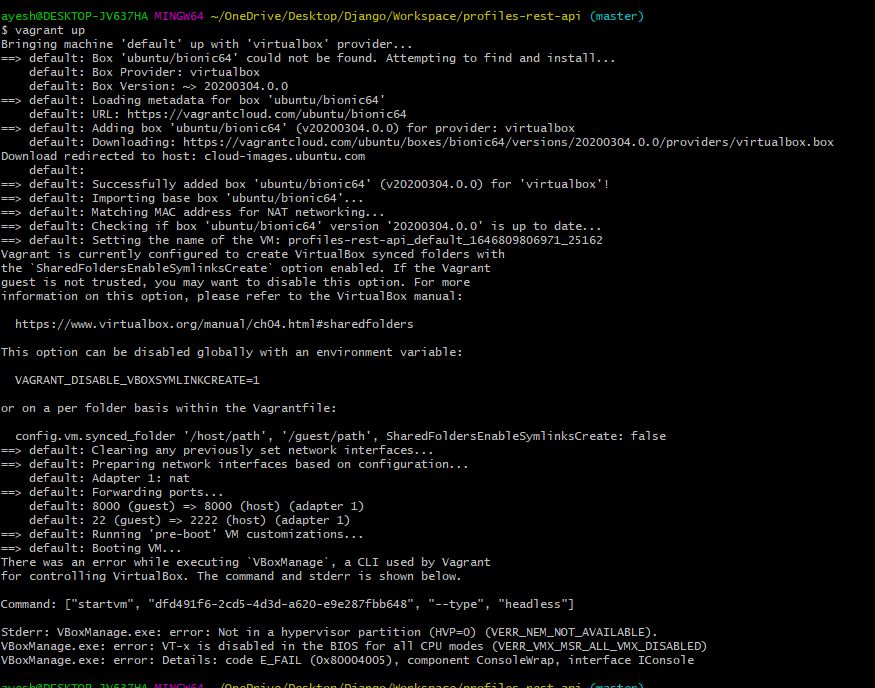 ayesh@DESKTOP-JV637HA MINGW64 ~/OneDrive/Desktop/Django/Workspace/profiles-rest-api (master)
$ vagrant up
Bringing machine 'default' up with 'virtualbox' provider...
==> default: Box 'ubuntu/bionic64' could not be found. Attempting to find and install...
    default: Box Provider: virtualbox
    default: Box Version: ~> 20200304.0.0
==> default: Loading metadata for box 'ubuntu/bionic64'
    default: URL: https://vagrantcloud.com/ubuntu/bionic64
==> default: Adding box 'ubuntu/bionic64' (v20200304.0.0) for provider: virtualbox
    default: Downloading: https://vagrantcloud.com/ubuntu/boxes/bionic64/versions/20200304.0.0/providers/virtualbox.box
Download redirected to host: cloud-images.ubuntu.com
    default:
==> default: Successfully added box 'ubuntu/bionic64' (v20200304.0.0) for 'virtualbox'!
==> default: Importing base box 'ubuntu/bionic64'...
==> default: Matching MAC address for NAT networking...
==> default: Checking if box 'ubuntu/bionic64' version '20200304.0.0' is up to date...
==> default: Setting the name of the VM: profiles-rest-api_default_1646809806971_25162
Vagrant is currently configured to create VirtualBox synced folders with
the `SharedFoldersEnableSymlinksCreate` option enabled. If the Vagrant
guest is not trusted, you may want to disable this option. For more
information on this option, please refer to the VirtualBox manual:

  https://www.virtualbox.org/manual/ch04.html#sharedfolders

This option can be disabled globally with an environment variable:

  VAGRANT_DISABLE_VBOXSYMLINKCREATE=1

or on a per folder basis within the Vagrantfile:

  config.vm.synced_folder '/host/path', '/guest/path', SharedFoldersEnableSymlinksCreate: false
==> default: Clearing any previously set network interfaces...
==> default: Preparing network interfaces based on configuration...
    default: Adapter 1: nat
==> default: Forwarding ports...
    default: 8000 (guest) => 8000 (host) (adapter 1)
    default: 22 (guest) => 2222 (host) (adapter 1)
==> default: Running 'pre-boot' VM customizations...
==> default: Booting VM...
There was an error while executing `VBoxManage`, a CLI used by Vagrant
for controlling VirtualBox. The command and stderr is shown below.

Command: ["startvm", "dfd491f6-2cd5-4d3d-a620-e9e287fbb648", "--type", "headless"]

Stderr: VBoxManage.exe: error: Not in a hypervisor partition (HVP=0) (VERR_NEM_NOT_AVAILABLE).
VBoxManage.exe: error: VT-x is disabled in the BIOS for all CPU modes (VERR_VMX_MSR_ALL_VMX_DISABLED)
VBoxManage.exe: error: Details: code E_FAIL (0x80004005), component ConsoleWrap, interface IConsole

ayesh@DESKTOP-JV637HA MINGW64 ~/OneDrive/Desktop/Django/Workspace/profiles-rest-api (master)